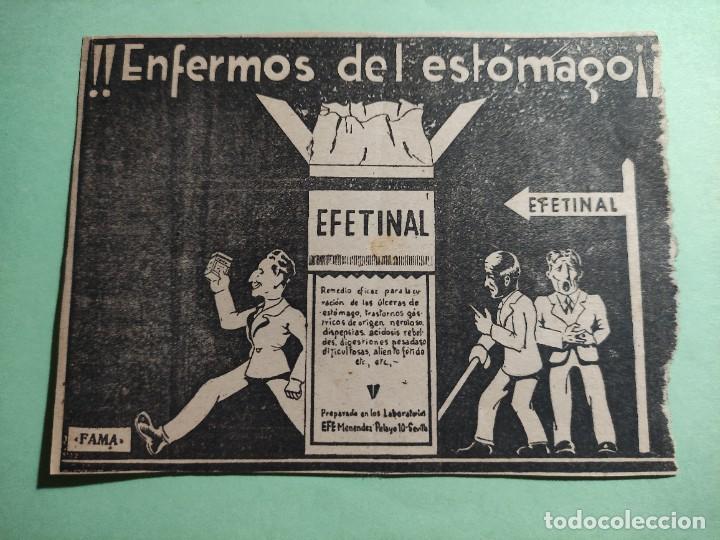 !!Enfermos del estómago¡¡
EFETINAL
EFETINAL
Remedio eficaz para la cu-
ración de las úlceras de
estómago, trastornos gás-
tricos de origen nervioso,
dispepsias, acidosis rebel-
des, digestiones pesadas o
dificultosas, aliento fétido
etc, etc,-
Preparado en los Laboratorios
EFE Menéndez Pelayo 10-Sevilla
«FAMA»
todocoleccion
todocoleccion.net